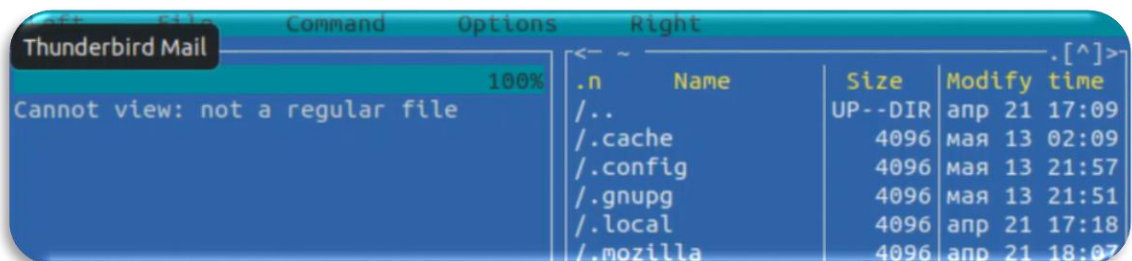 Left File Command Options Right
Thunderbird Mail
<— ~ .[^]>
100%
Cannot view: not a regular file
.n Name Size Modify time
/.. UP--DIR апр 21 17:09
/.cache 4096 мая 13 02:09
/.config 4096 мая 13 21:57
/.gnupg 4096 мая 13 21:51
/.local 4096 апр 21 17:18
/.mozilla 4096 апр 21 18:07